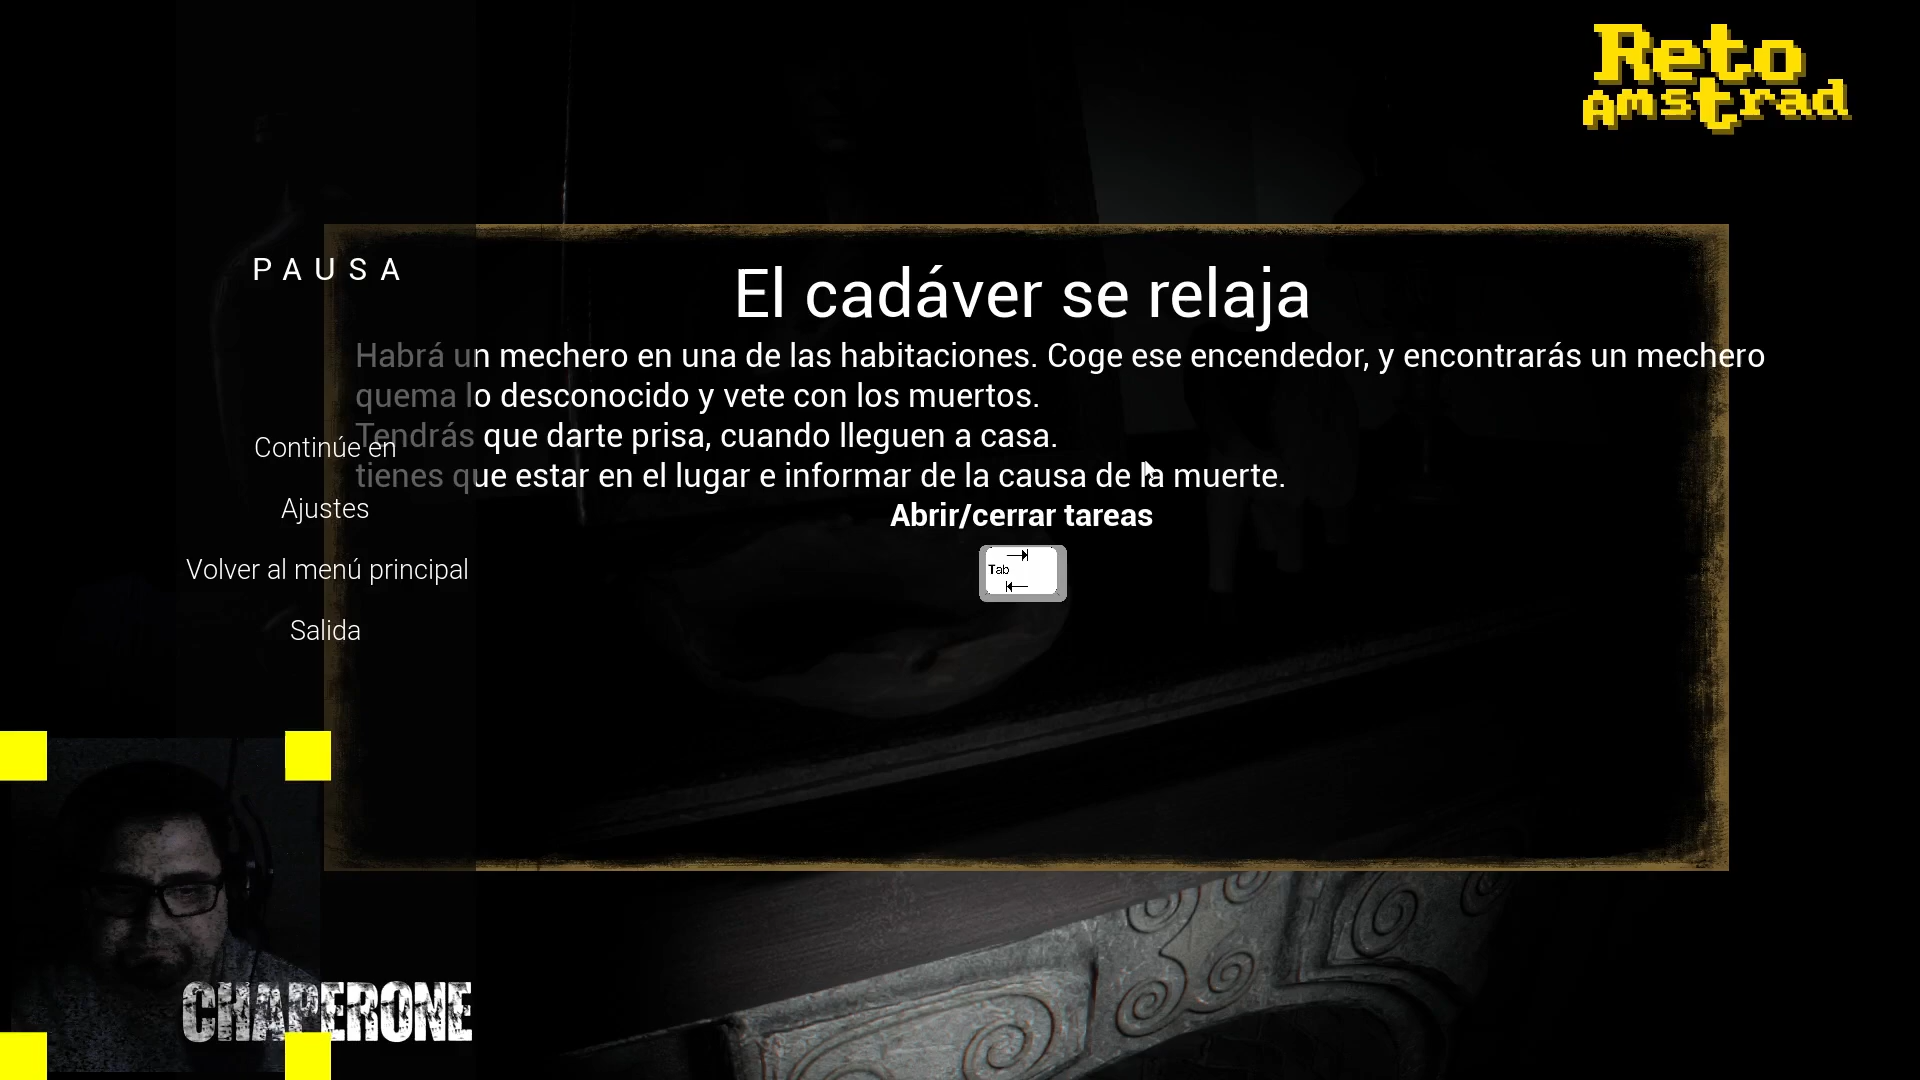 Reto
Amstrad
PAUSA
El cadáver se relaja
Habrá un mechero en una de las habitaciones. Coge ese encendedor, y encontrarás un mechero
quema lo desconocido y vete con los muertos.
Tendrás que darte prisa, cuando lleguen a casa.
tienes que estar en el lugar e informar de la causa de la muerte.
Abrir/cerrar tareas
Tab
Continúe en
Ajustes
Volver al menú principal
Salida
CHAPERONE